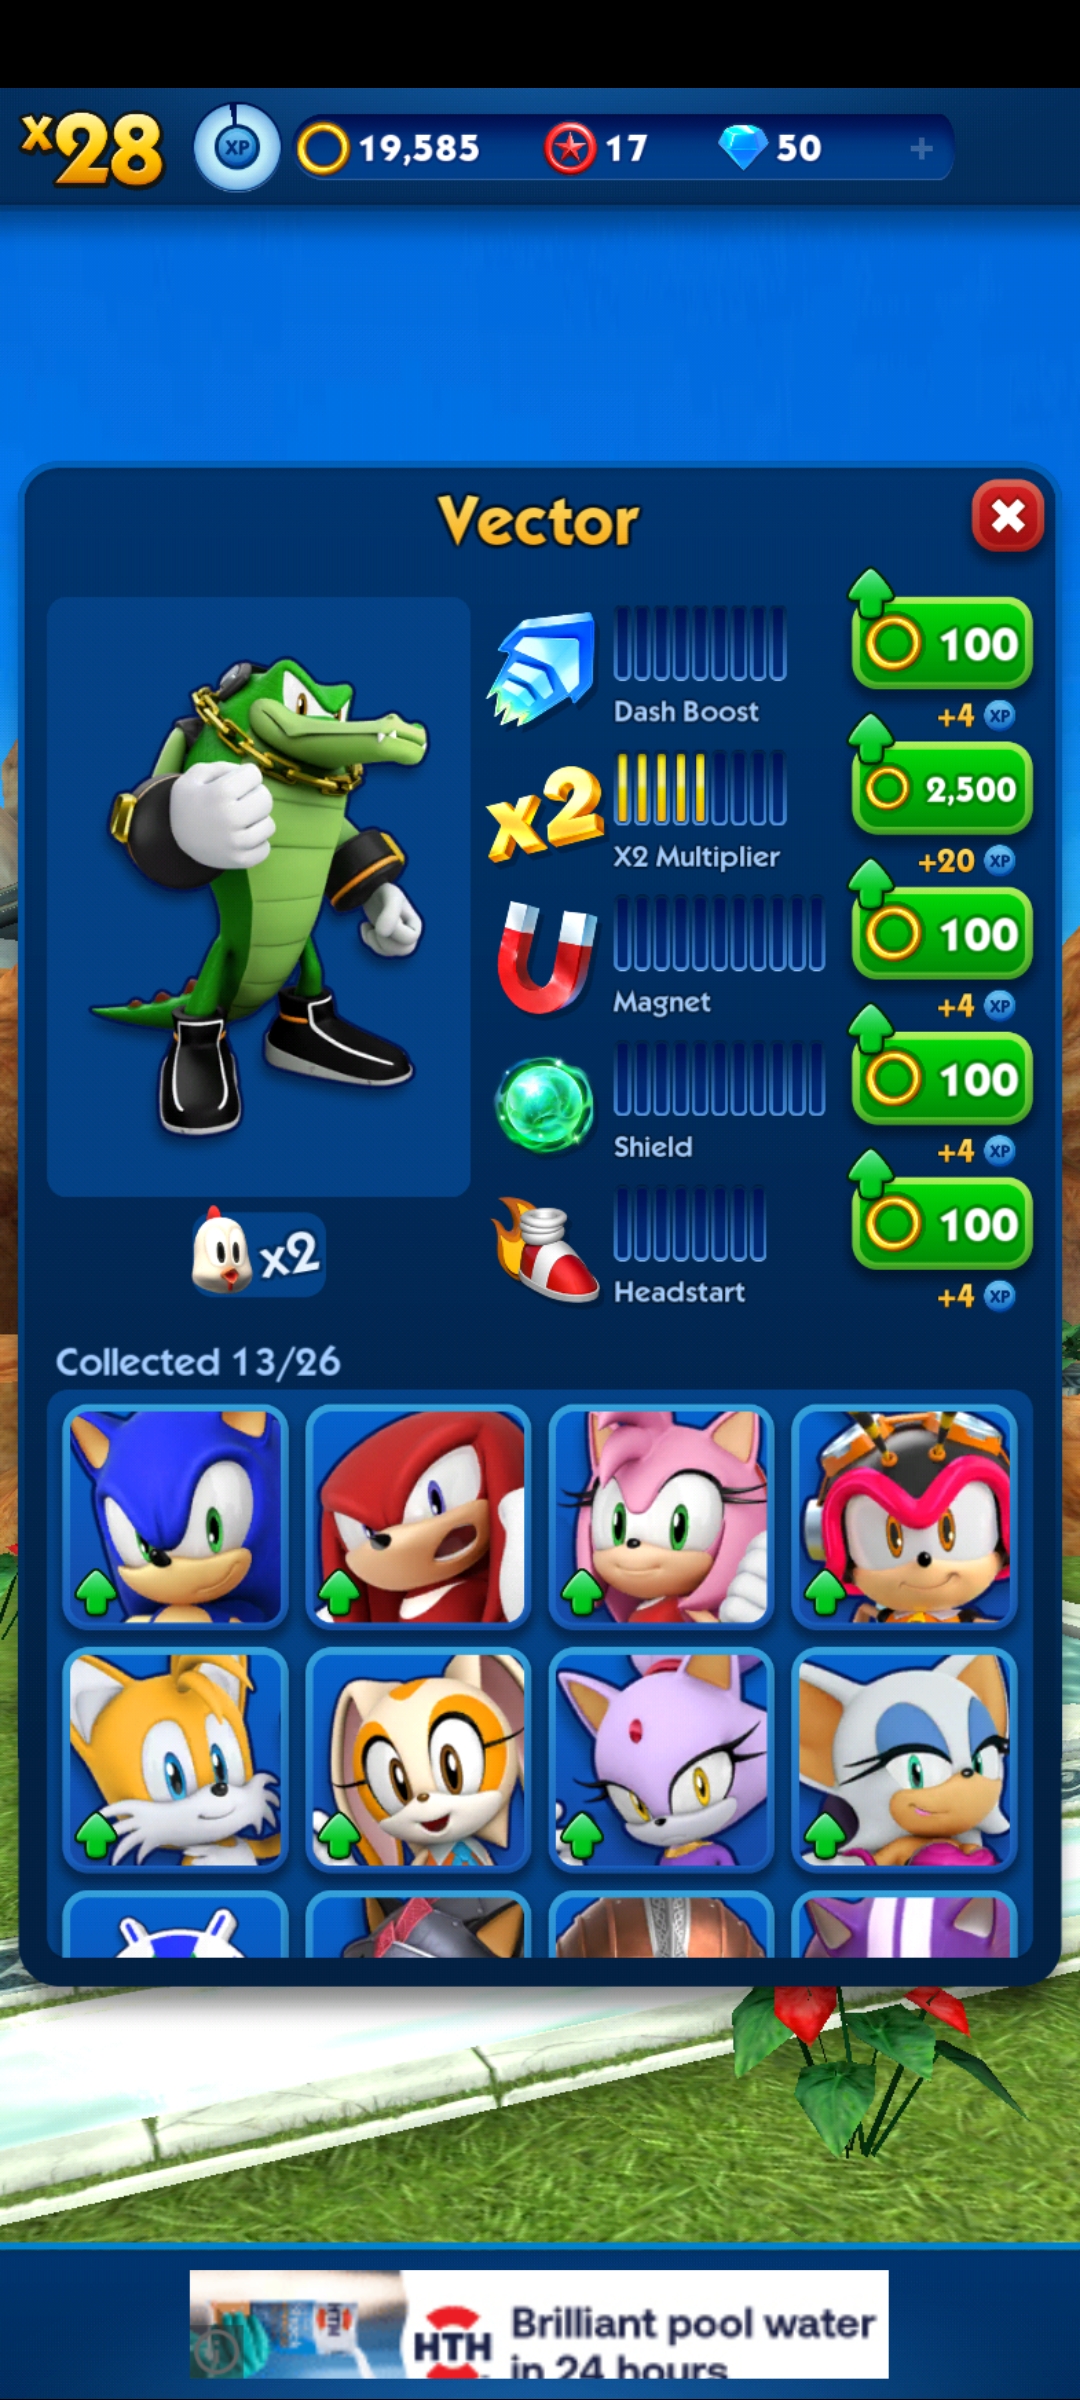 x28 XP 19,585 17 50 +
Vector
100
Dash Boost
+4 XP
x2
2,500
X2 Multiplier
+20 XP
100
Magnet
+4 XP
100
Shield
+4 XP
x2
100
Headstart
+4 XP
Collected 13/26
HTH
HTH
Brilliant pool water
in 24 hours